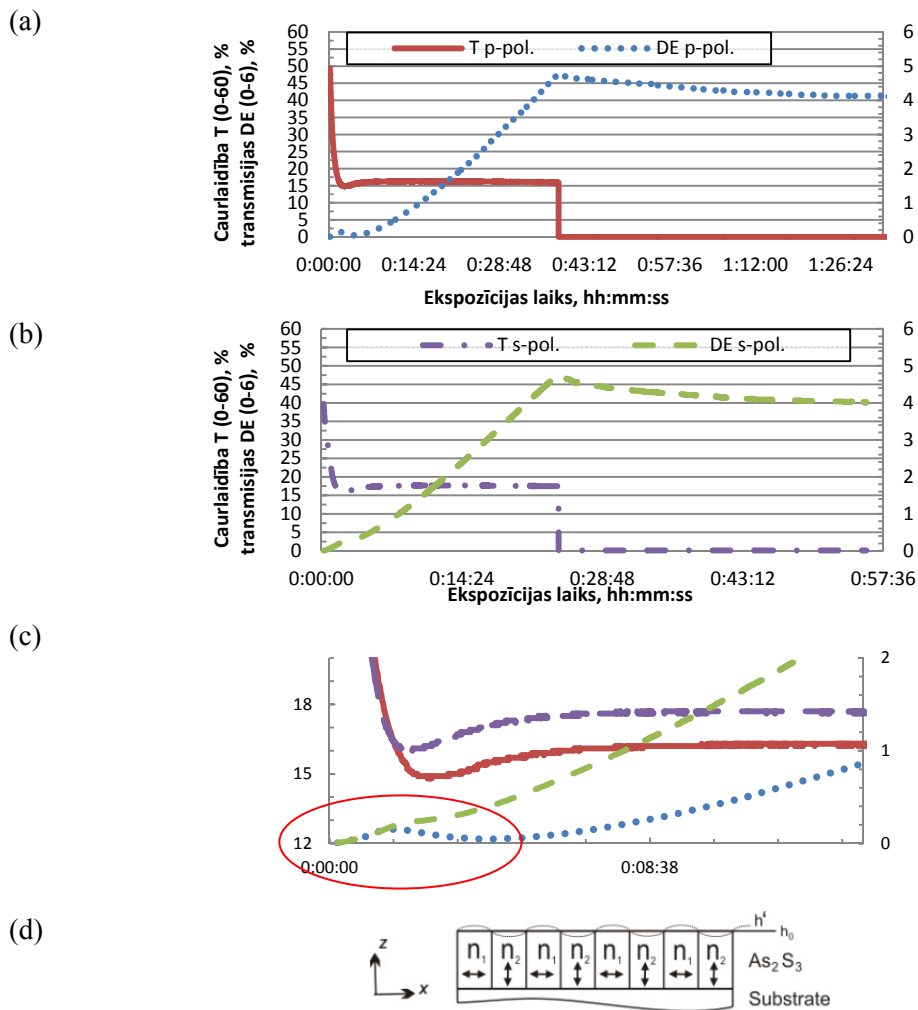 (a)
60 55 50 45 40 35 30 25 20 15 10 5 0
Caurlaidība T (0-60), %
transmisijas DE (0-6), %
T p-pol. DE p-pol.
6 5 4 3 2 1 0
0:00:00 0:14:24 0:28:48 0:43:12 0:57:36 1:12:00 1:26:24
Ekspozīcijas laiks, hh:mm:ss
(b)
60 55 50 45 40 35 30 25 20 15 10 5 0
Caurlaidība T (0-60), %
transmisijas DE (0-6), %
T s-pol. DE s-pol.
6 5 4 3 2 1 0
0:00:00 0:14:24 0:28:48 0:43:12 0:57:36
Ekspozīcijas laiks, hh:mm:ss
(c)
18 15 12
2 1 0
0:00:00 0:08:38
(d)
z
x
n₁ n₂ n₁ n₂ n₁ n₂ n₁ n₂
h'
h₀
As₂S₃
Substrate